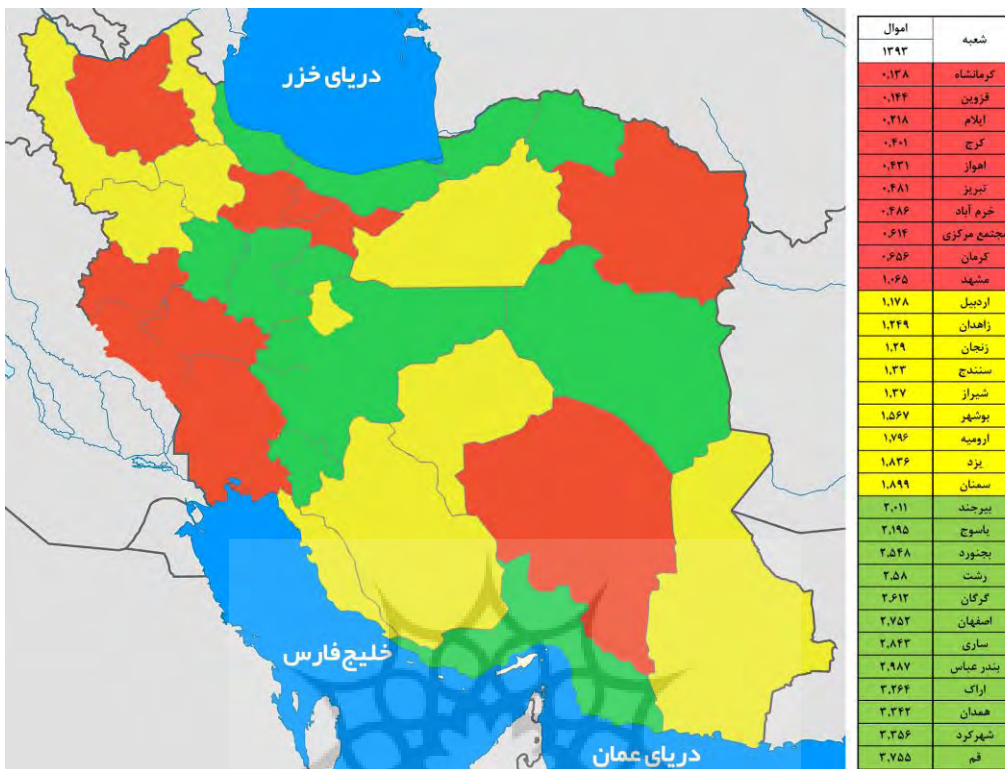 دریای خزر
خلیج فارس
دریای عمان
شعبه اموال
۱۳۹۳
کرمانشاه ۰,۱۳۸
قزوین ۰,۱۴۴
ایلام ۰,۲۱۸
کرج ۰,۴۰۱
اهواز ۰,۴۳۱
تبریز ۰,۴۸۱
خرم آباد ۰,۴۸۶
مجتمع مرکزی ۰,۶۱۴
کرمان ۰,۶۵۶
مشهد ۱,۰۶۵
اردبیل ۱,۱۷۸
زاهدان ۱,۲۴۹
زنجان ۱,۲۹
سنندج ۱,۳۳
شیراز ۱,۳۷
بوشهر ۱,۵۶۷
ارومیه ۱,۷۹۶
یزد ۱,۸۳۶
سمنان ۱,۸۹۹
بیرجند ۲,۰۱۱
یاسوج ۲,۱۹۵
بجنورد ۲,۵۴۸
رشت ۲,۵۸
گرگان ۲,۶۱۲
اصفهان ۲,۷۵۲
ساری ۲,۸۴۳
بندر عباس ۲,۹۸۷
اراک ۳,۲۶۴
همدان ۳,۳۴۲
شهرکرد ۳,۳۵۶
قم ۳,۷۵۵